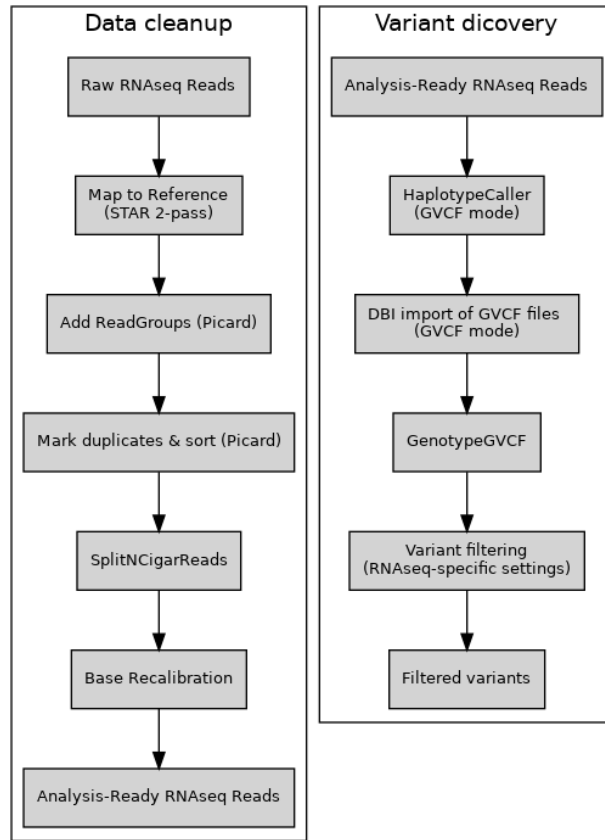 Data cleanup
Raw RNAseq Reads
Map to Reference
(STAR 2-pass)
Add ReadGroups (Picard)
Mark duplicates & sort (Picard)
SplitNCigarReads
Base Recalibration
Analysis-Ready RNAseq Reads
Variant dicovery
Analysis-Ready RNAseq Reads
HaplotypeCaller
(GVCF mode)
DBI import of GVCF files
(GVCF mode)
GenotypeGVCF
Variant filtering
(RNAseq-specific settings)
Filtered variants